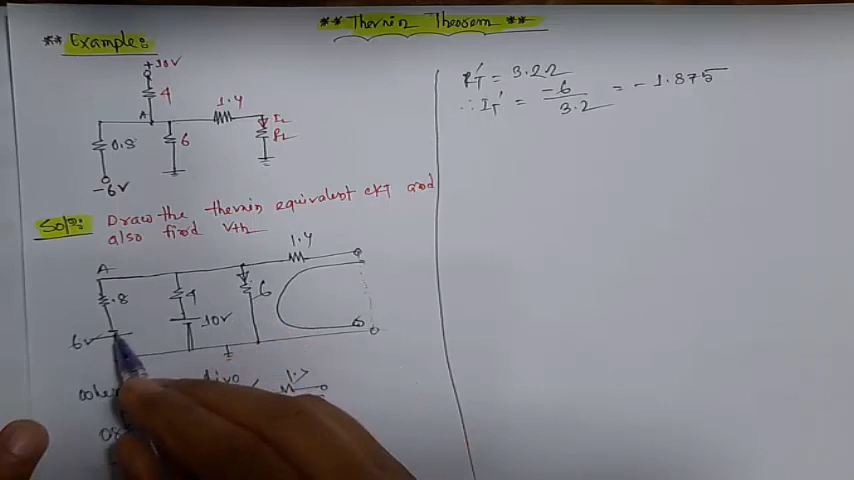 ** Thevnin Theorem **
** Example:
+10V
4
A
1.4
0.8
6
IL
RL
-6V
Sol^n: Draw the thevnin equivalent CKT and
also find Vth
1.4
A
.8
4
6
6V
10V
RT' = 3.2Ω
∴ IT' = -6/3.2 = -1.875